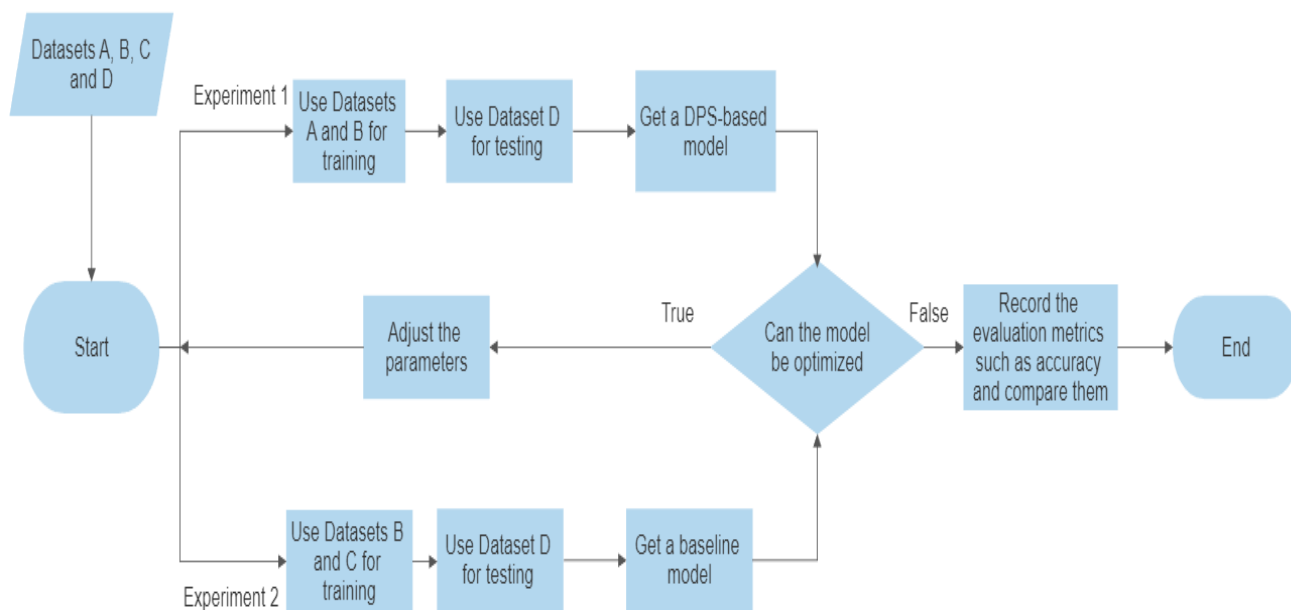 Datasets A, B, C
and D
Experiment 1
Use Datasets
A and B for
training
Use Dataset D
for testing
Get a DPS-based
model
Start
Adjust the
parameters
True
Can the model
be optimized
False
Record the
evaluation metrics
such as accuracy
and compare them
End
Experiment 2
Use Datasets B
and C for
training
Use Dataset D
for testing
Get a baseline
model